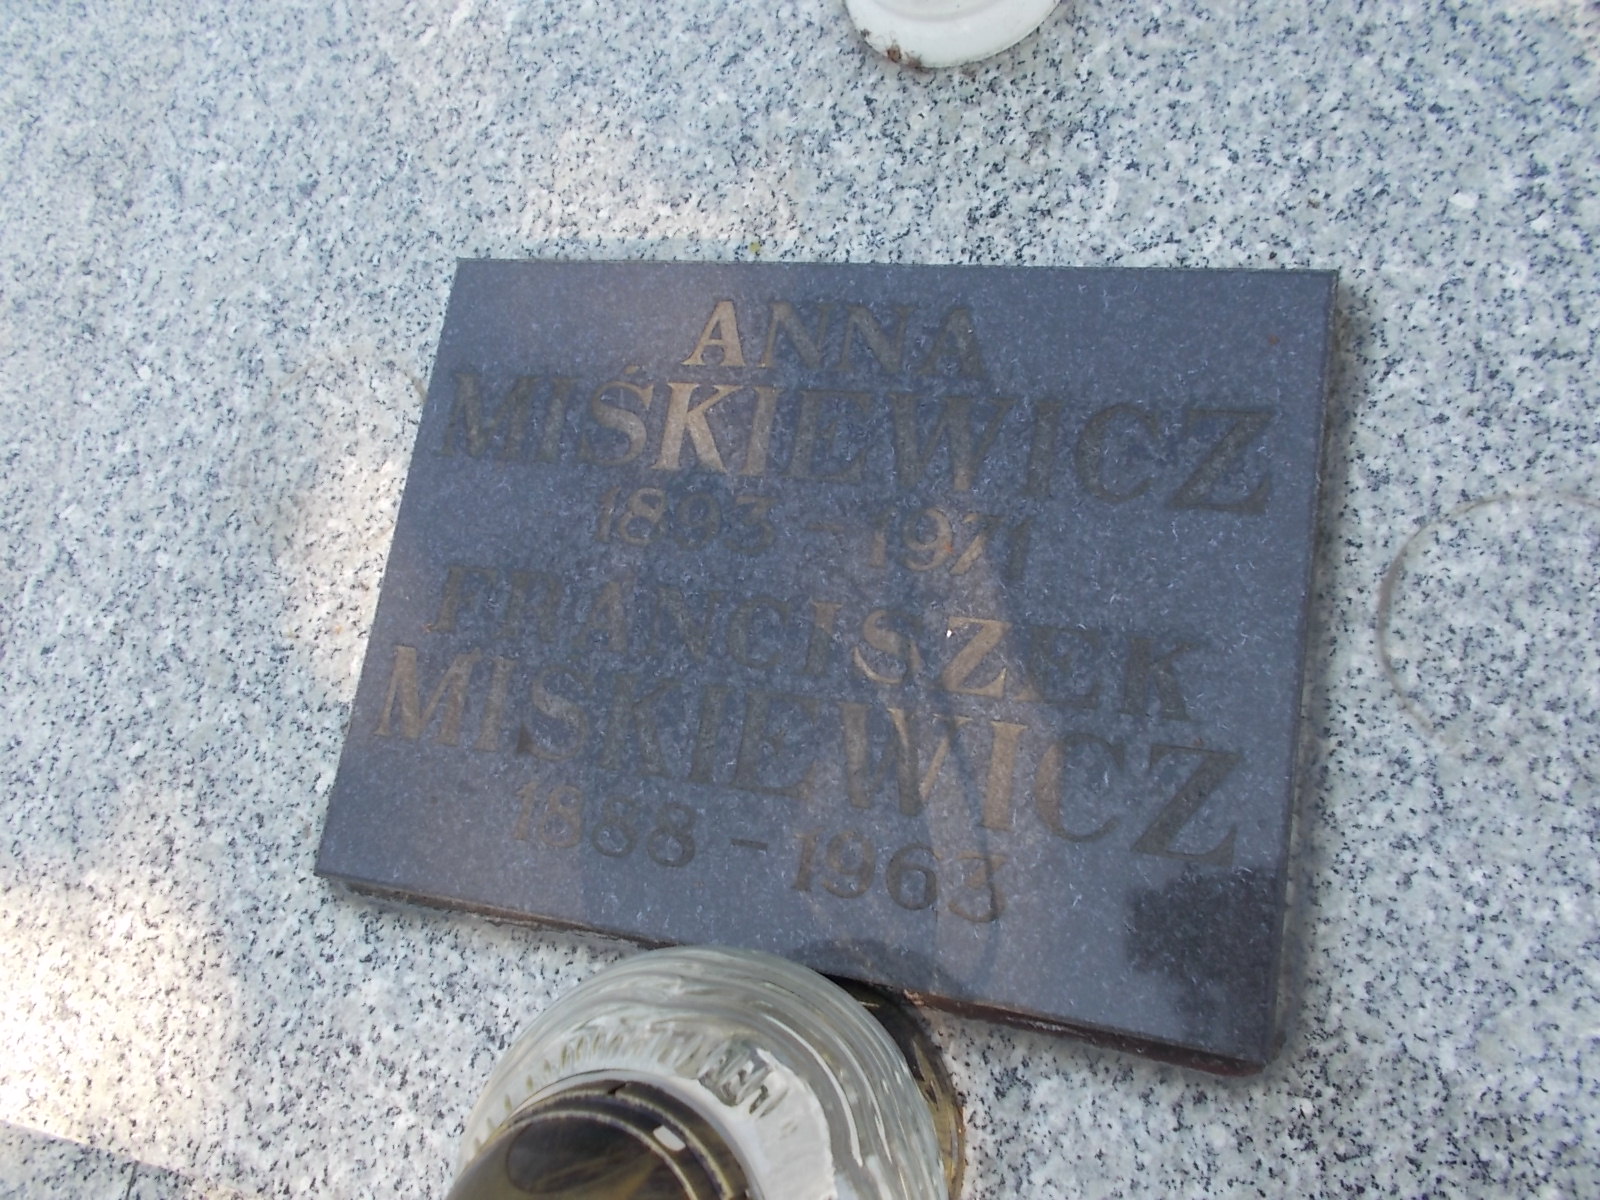 ANNA
MIŚKIEWICZ
1893 - 1971
FRANCISZEK
MIŚKIEWICZ
1888 - 1963